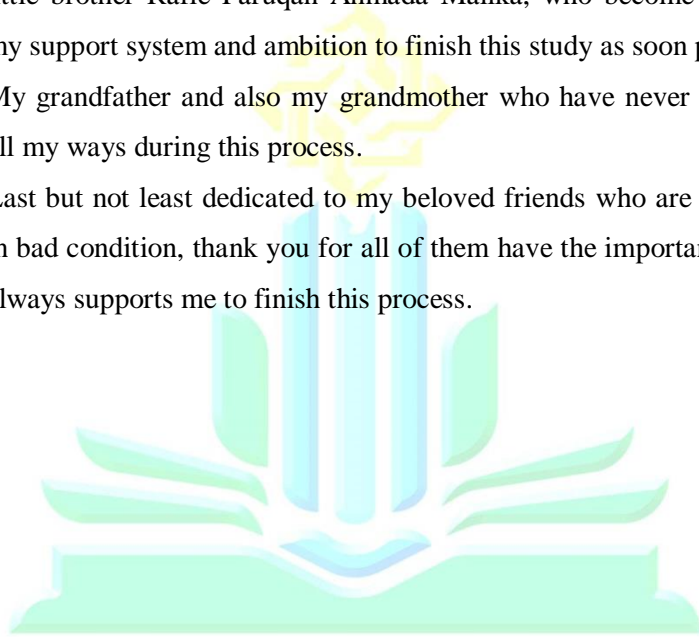 little brother Rafie Furuqan Ahmada Malika, who become
my support system and ambition to finish this study as soon
My grandfather and also my grandmother who have never
all my ways during this process.
Last but not least dedicated to my beloved friends who are
in bad condition, thank you for all of them have the
always supports me to finish this process.